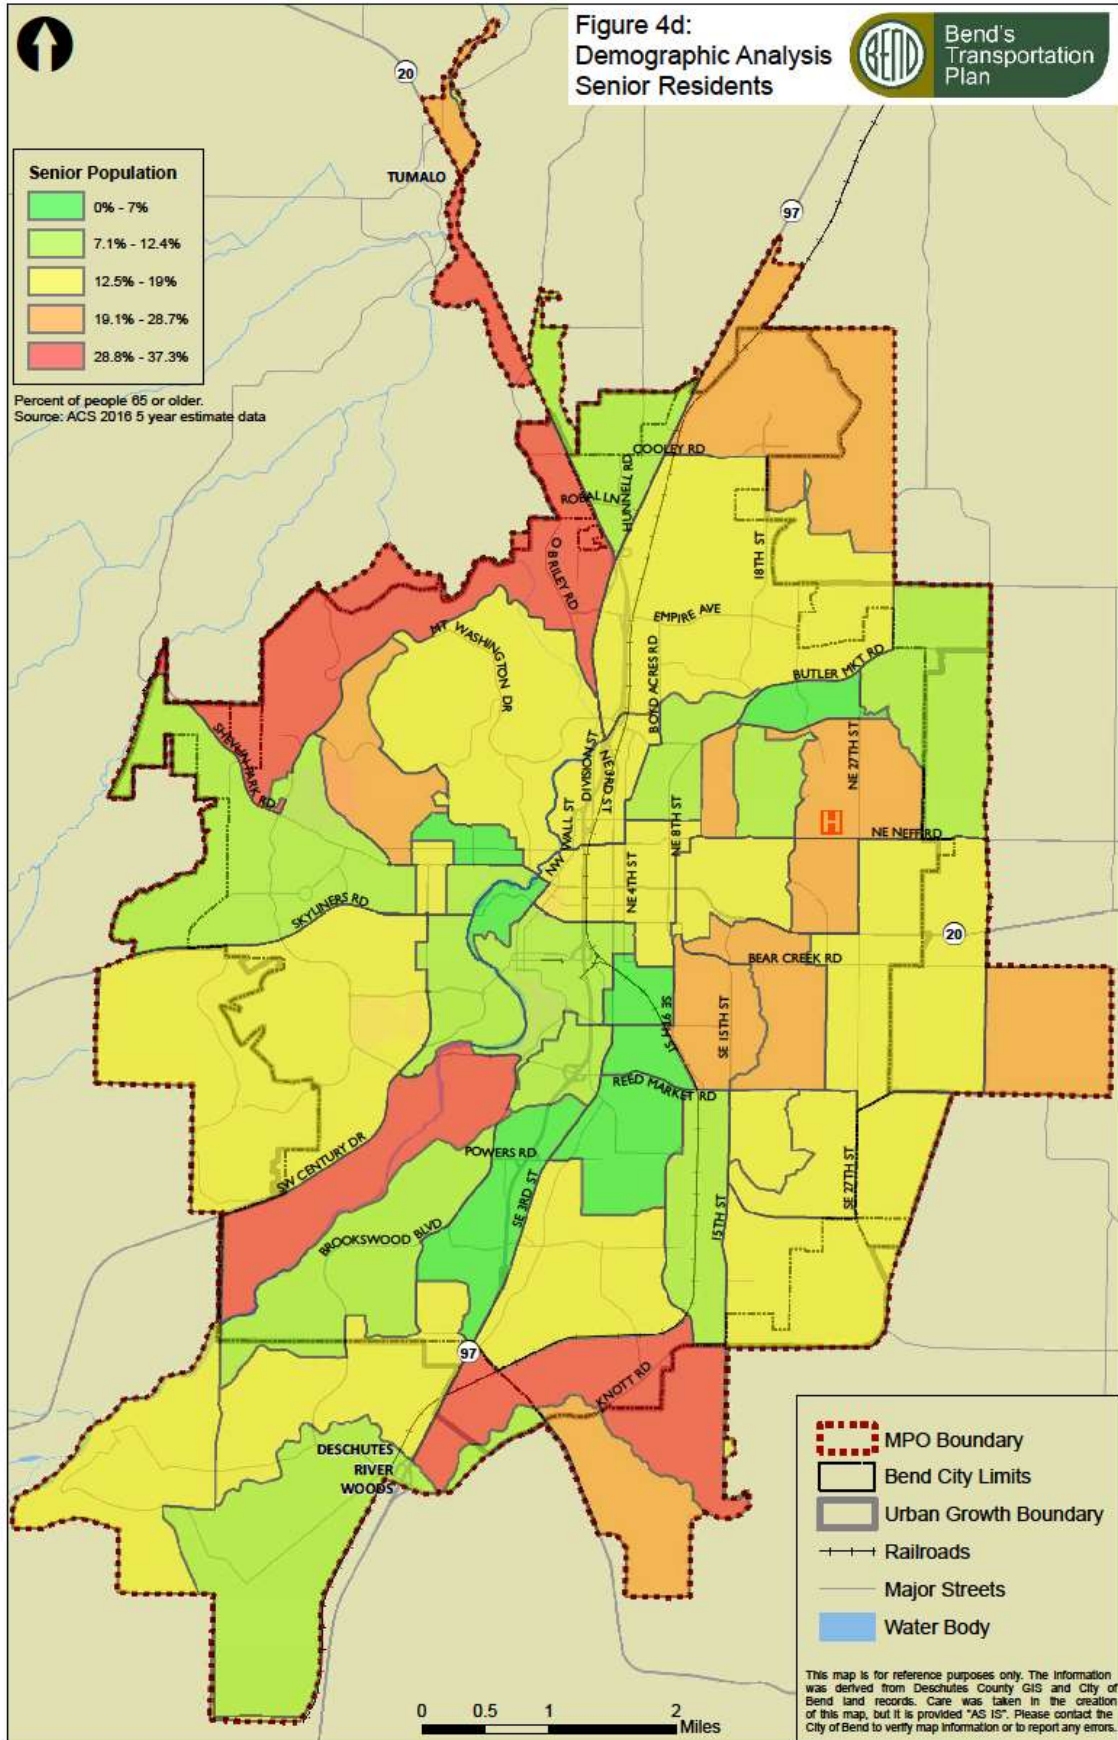 Figure 4d:
Demographic Analysis
Senior Residents
BEND
Bend's
Transportation
Plan
20
TUMALO
97
Senior Population
0% - 7%
7.1% - 12.4%
12.5% - 19%
19.1% - 28.7%
28.8% - 37.3%
Percent of people 65 or older.
Source: ACS 2016 5 year estimate data
COOLEY RD
ROBAL LN
HUNNELL RD
18TH ST
O B RILEY RD
EMPIRE AVE
MT WASHINGTON DR
BOYD ACRES RD
BUTLER MKT RD
SHEVLIN PARK RD
DIVISION ST
NE 3RD ST
NE 27TH ST
NW WALL ST
NE 8TH ST
H
NE NEFF RD
NE 4TH ST
SKYLINERS RD
20
BEAR CREEK RD
SE 9TH ST
SE 15TH ST
REED MARKET RD
SW CENTURY DR
POWERS RD
SE 3RD ST
15TH ST
SE 27TH ST
BROOKSWOOD BLVD
97
KNOTT RD
DESCHUTES
RIVER
WOODS
MPO Boundary
Bend City Limits
Urban Growth Boundary
Railroads
Major Streets
Water Body
This map is for reference purposes only. The information
was derived from Deschutes County GIS and City of
Bend land records. Care was taken in the creation
of this map, but it is provided "AS IS". Please contact the
City of Bend to verify map information or to report any errors.
0 0.5 1 2
Miles